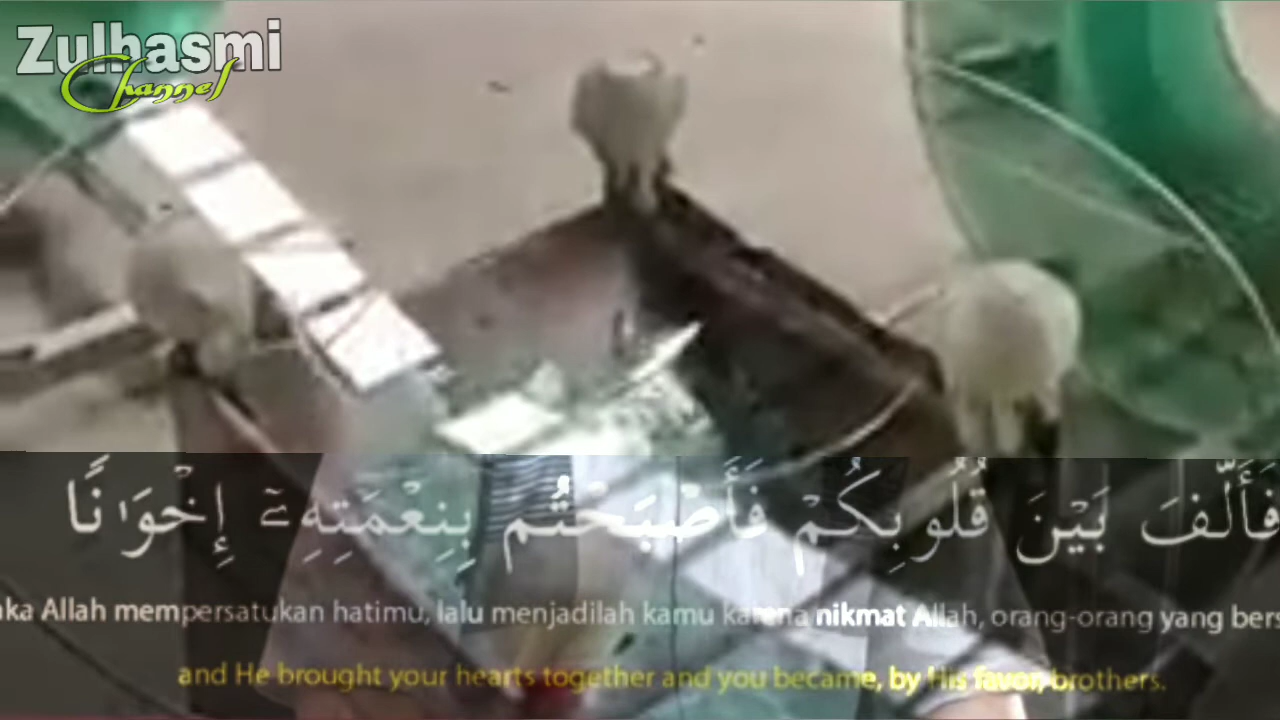 Zulhasmi
Channel
فَأَلَّفَ بَيْنَ قُلُوبِكُمْ فَأَصْبَحْتُم بِنِعْمَتِهِۦٓ إِخْوَٰنًا
aka Allah mempersatukan hatimu, lalu menjadilah kamu karena nikmat Allah, orang-orang yang bers
and He brought your hearts together and you became, by His favor, brothers.